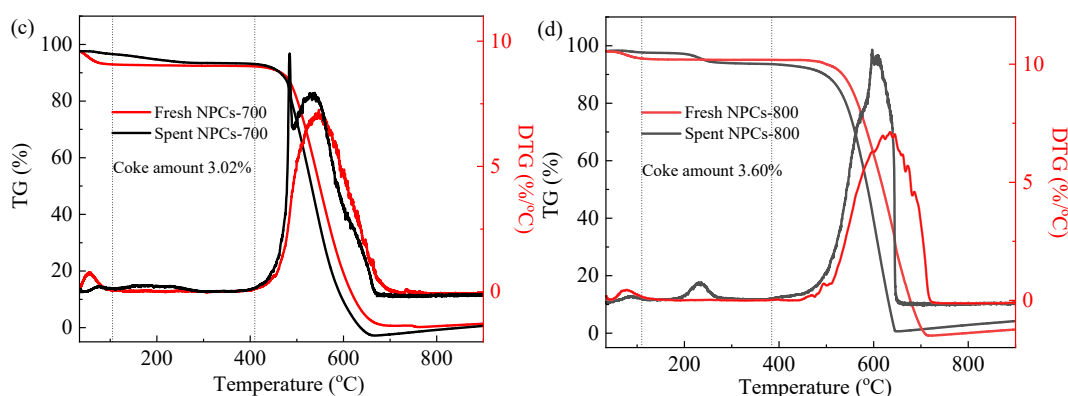 (c)
100
80
60
40
20
0
TG (%)
10
5
0
DTG (%/°C)
Fresh NPCs-700
Spent NPCs-700
Coke amount 3.02%
200
400
600
800
Temperature (°C)
(d)
100
80
60
40
20
0
TG (%)
10
5
0
DTG (%/°C)
Fresh NPCs-800
Spent NPCs-800
Coke amount 3.60%
200
400
600
800
Temperature (°C)